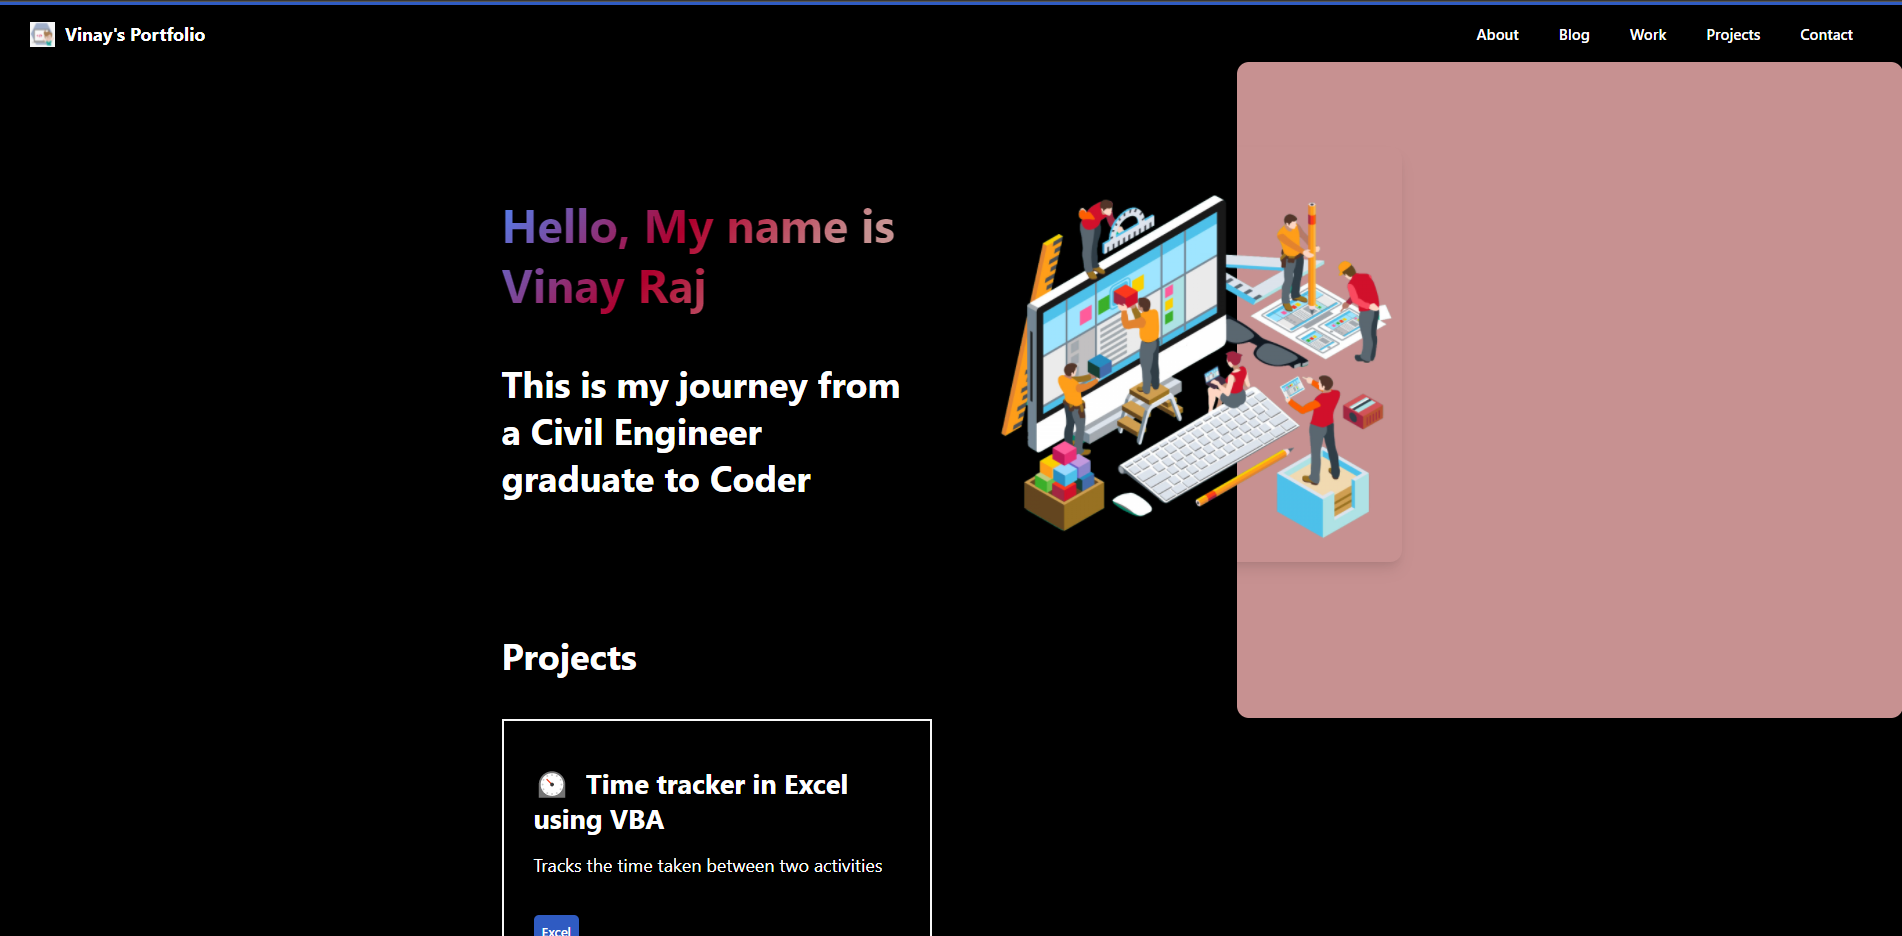 Vinay's Portfolio
About Blog Work Projects Contact
Hello, My name is
Vinay Raj
This is my journey from
a Civil Engineer
graduate to Coder
Projects
Time tracker in Excel
using VBA
Tracks the time taken between two activities
Excel